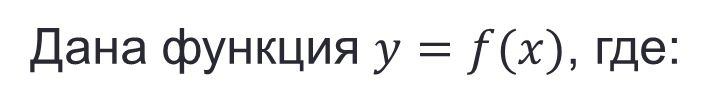 Дана функция y = f(x), где: